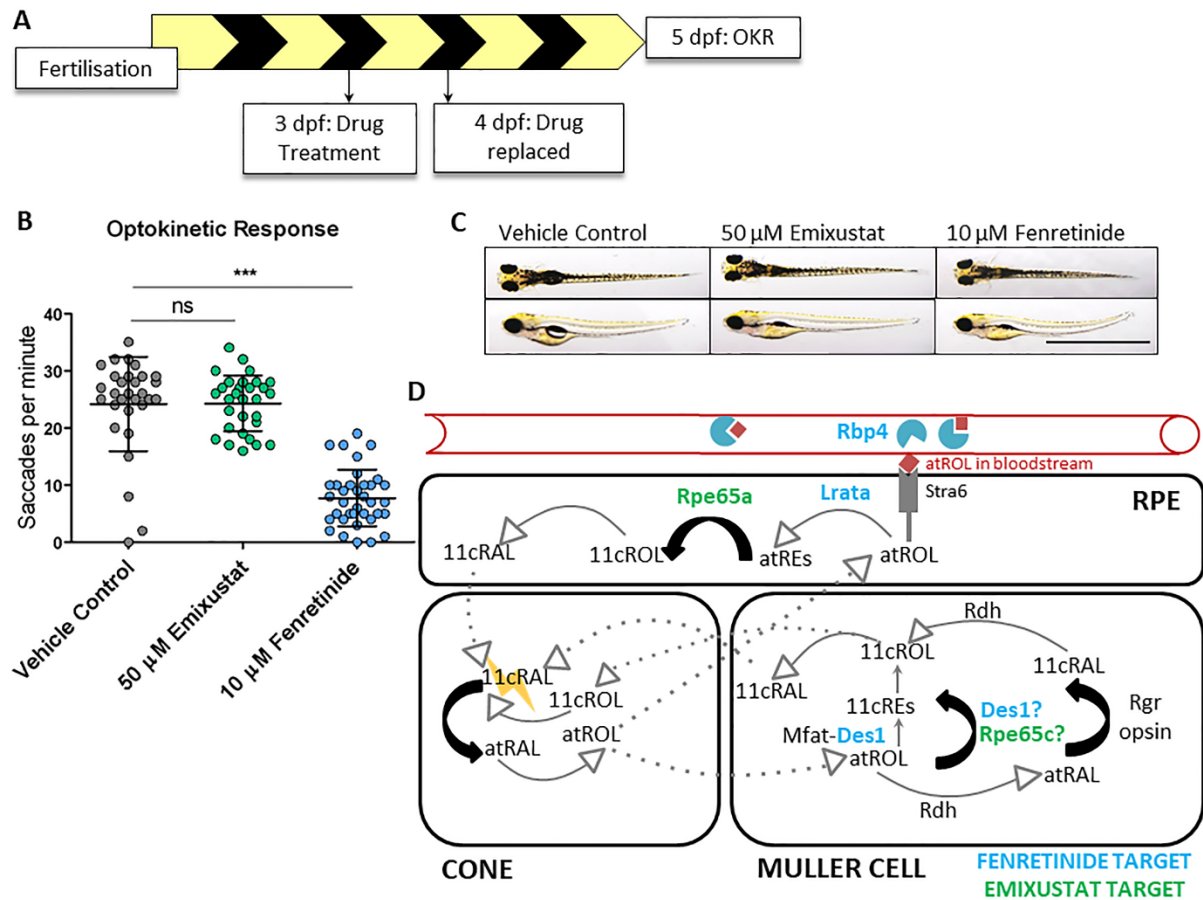 A
Fertilisation
3 dpf: Drug
Treatment
4 dpf: Drug
replaced
5 dpf: OKR
B
Optokinetic Response
***
ns
Saccades per minute
40
30
20
10
0
Vehicle Control
50 µM Emixustat
10 µM Fenretinide
C
Vehicle Control
50 µM Emixustat
10 µM Fenretinide
D
Rbp4
atROL in bloodstream
Stra6
RPE
Rpe65a
Lrata
11cRAL
11cROL
atREs
atROL
11cRAL
11cROL
atROL
atRAL
CONE
Rdh
11cROL
11cRAL
11cRAL
11cREs
Des1?
Rpe65c?
Rgr
opsin
Mfat-Des1
atROL
atRAL
Rdh
MULLER CELL
FENRETINIDE TARGET
EMIXUSTAT TARGET